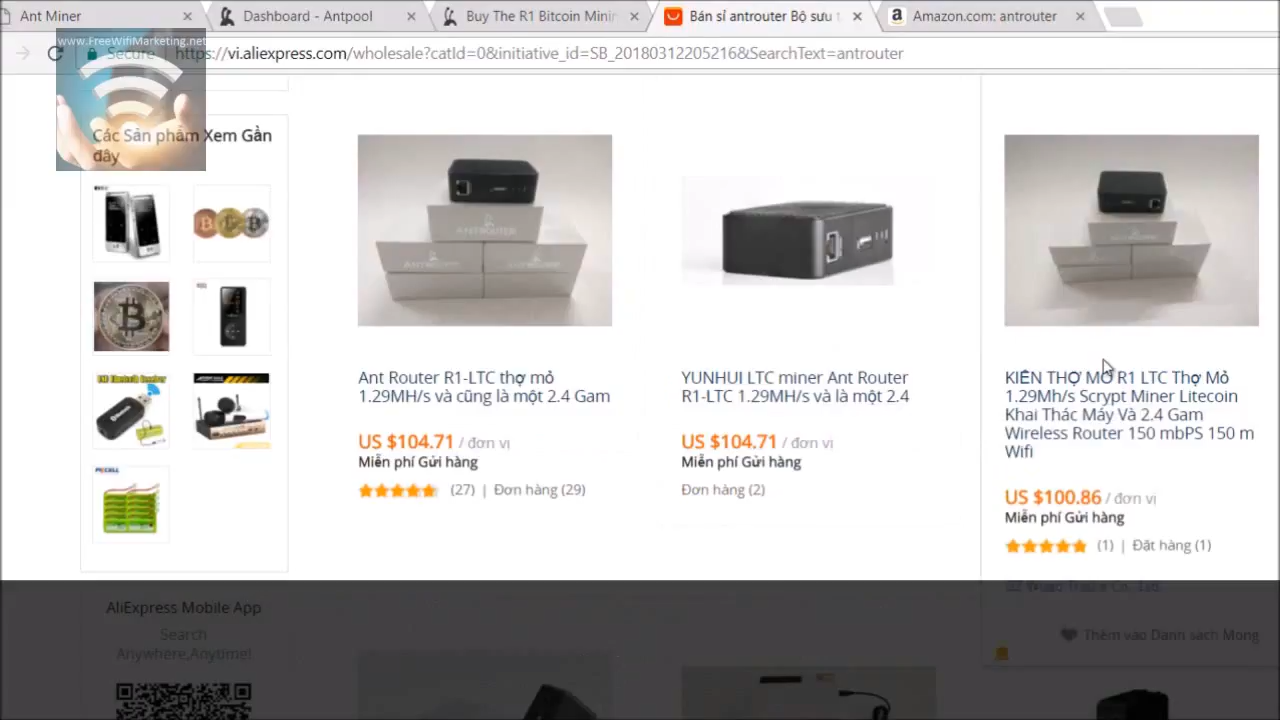 Ant Miner
Dashboard - Antpool
Buy The R1 Bitcoin Minin
Bán sỉ antrouter Bộ sưu t
Amazon.com: antrouter
www.FreeWifiMarketing.net
Secure
https://vi.aliexpress.com/wholesale?catId=0&initiative_id=SB_20180312205216&SearchText=antrouter
Các Sản phẩm Xem Gần
đây
ANTROUTER
Ant Router R1-LTC thợ mỏ
1.29MH/s và cũng là một 2.4 Gam
US $104.71 / đơn vị
Miễn phí Gửi hàng
(27) | Đơn hàng (29)
YUNHUI LTC miner Ant Router
R1-LTC 1.29MH/s và là một 2.4
US $104.71 / đơn vị
Miễn phí Gửi hàng
Đơn hàng (2)
KIẾN THỢ MỎ R1 LTC Thợ Mỏ
1.29Mh/s Scrypt Miner Litecoin
Khai Thác Máy Và 2.4 Gam
Wireless Router 150 mbPS 150 m
Wifi
US $100.86 / đơn vị
Miễn phí Gửi hàng
(1) | Đặt hàng (1)
Thêm vào Danh sách Mong
PKCELL
AliExpress Mobile App
Search
Anywhere,Anytime!